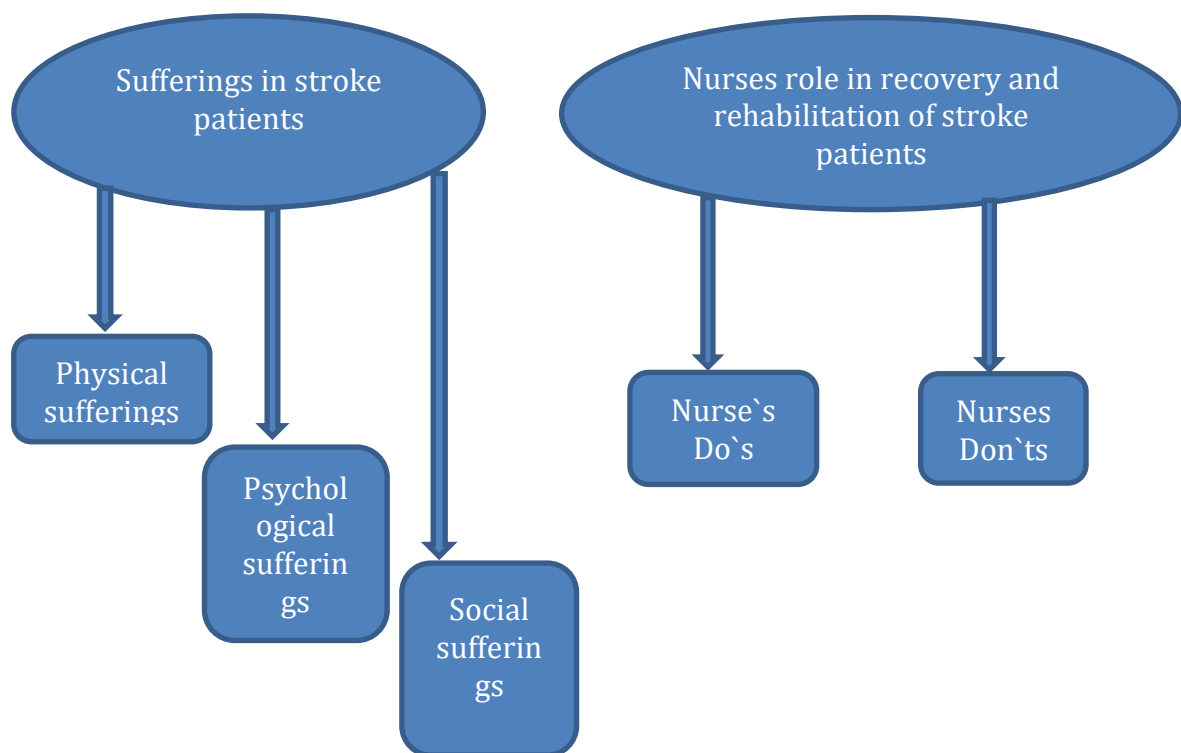 Sufferings in stroke
patients
Nurses role in recovery and
rehabilitation of stroke
patients
Physical
sufferings
Psychol
ogical
sufferin
gs
Social
sufferin
gs
Nurse`s
Do`s
Nurses
Don`ts